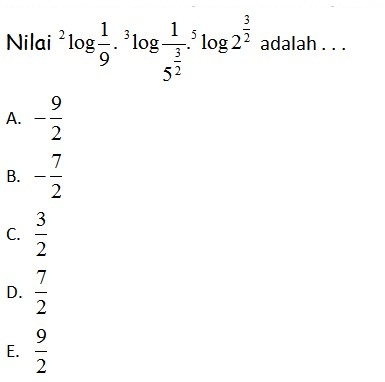 Nilai ²log 1/9 . ³log 1/5^(3/2) . ⁵log 2^(3/2) adalah . . .
A. −9/2
B. −7/2
C. 3/2
D. 7/2
E. 9/2